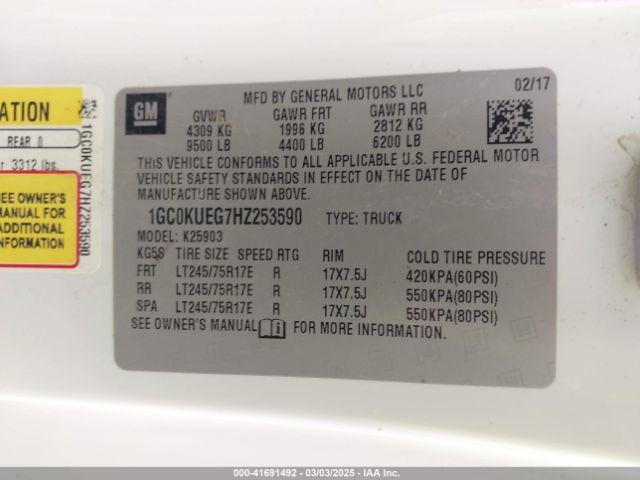 ATION
REAR 0
r 3312 lbs.
SEE OWNER'S
MANUAL FOR
ADDITIONAL
INFORMATION
1GC0KUEG7HZ253590
GM
MFD BY GENERAL MOTORS LLC 02/17
GVWR GAWR FRT GAWR RR
4309 KG 1996 KG 2812 KG
9500 LB 4400 LB 6200 LB
THIS VEHICLE CONFORMS TO ALL APPLICABLE U.S. FEDERAL MOTOR
VEHICLE SAFETY STANDARDS IN EFFECT ON THE DATE OF
MANUFACTURE SHOWN ABOVE.
1GC0KUEG7HZ253590 TYPE: TRUCK
MODEL: K25903
KG5S TIRE SIZE SPEED RTG RIM COLD TIRE PRESSURE
FRT LT245/75R17E R 17X7.5J 420KPA(60PSI)
RR LT245/75R17E R 17X7.5J 550KPA(80PSI)
SPA LT245/75R17E R 17X7.5J 550KPA(80PSI)
SEE OWNER'S MANUAL i FOR MORE INFORMATION.
000-41691492 - 03/03/2025 - IAA Inc.